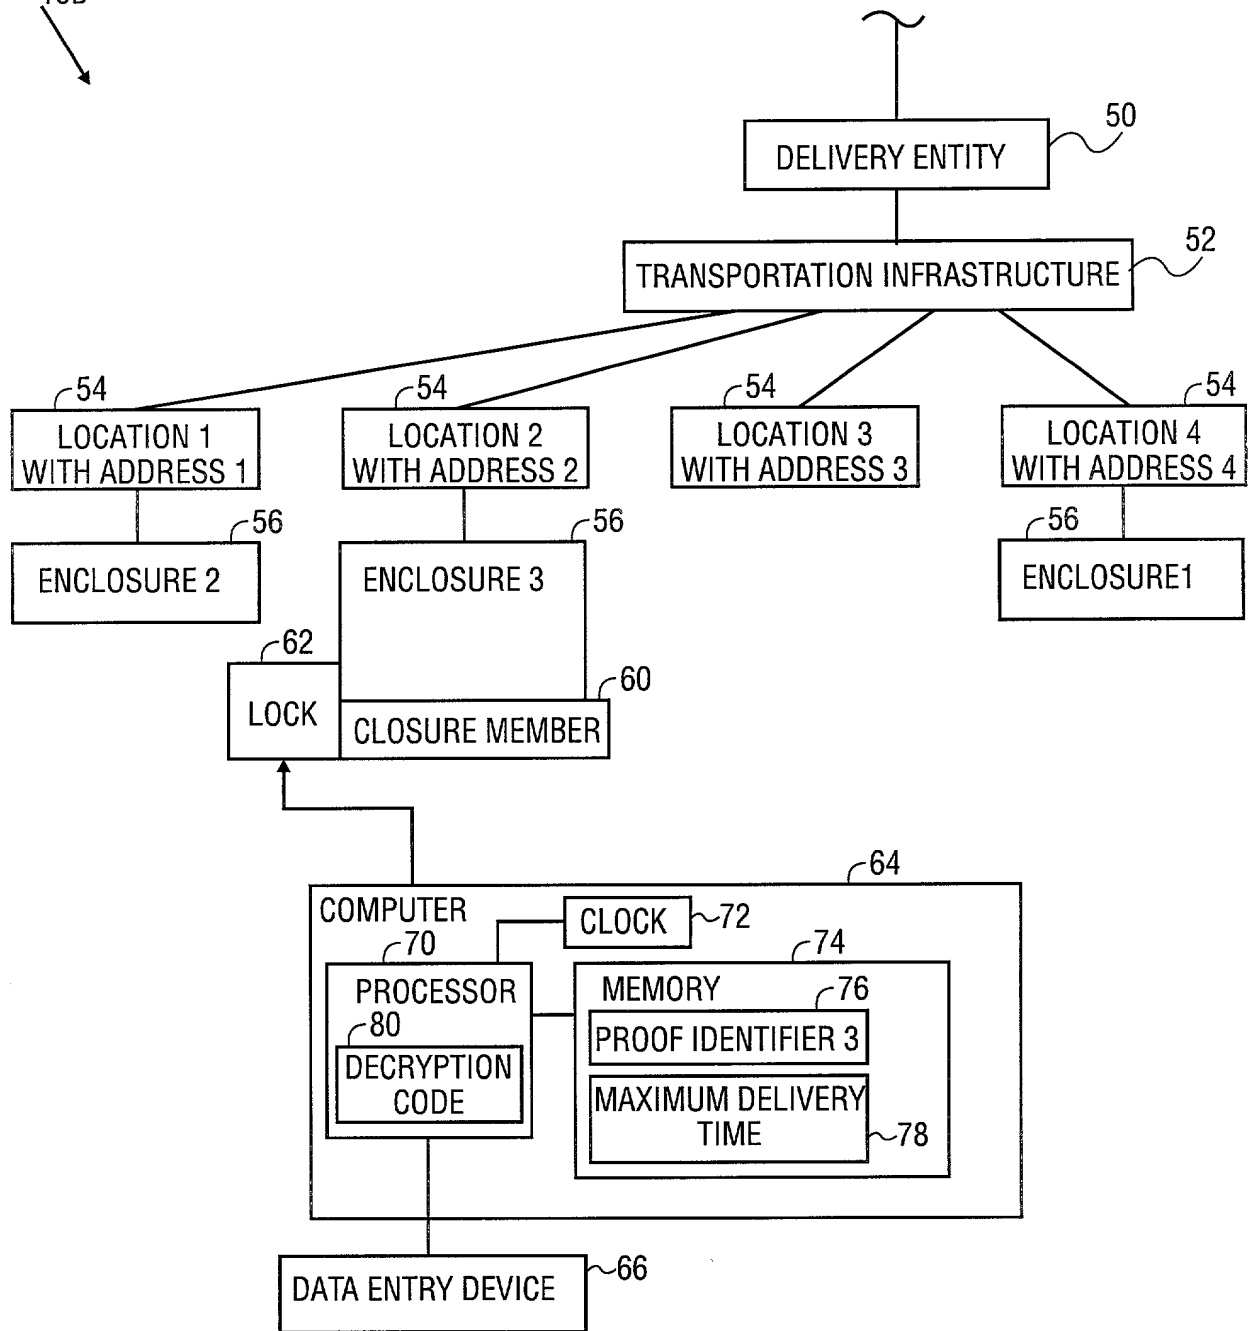 50
DELIVERY ENTITY
52
TRANSPORTATION INFRASTRUCTURE
54
54
54
54
LOCATION 1
WITH ADDRESS 1
LOCATION 2
WITH ADDRESS 2
LOCATION 3
WITH ADDRESS 3
LOCATION 4
WITH ADDRESS 4
56
56
56
ENCLOSURE 2
ENCLOSURE 3
ENCLOSURE1
62
60
LOCK
CLOSURE MEMBER
64
COMPUTER
CLOCK
72
70
74
PROCESSOR
MEMORY
76
80
PROOF IDENTIFIER 3
DECRYPTION
CODE
MAXIMUM DELIVERY
TIME
78
DATA ENTRY DEVICE
66